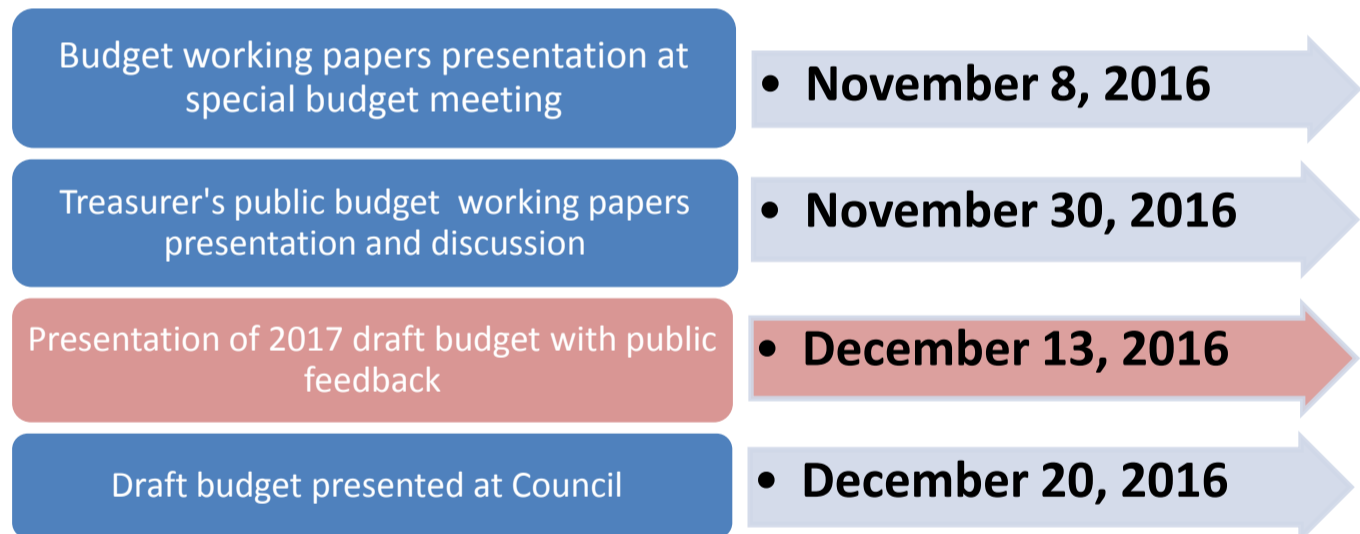 Budget working papers presentation at
special budget meeting
• November 8, 2016
Treasurer's public budget  working papers
presentation and discussion
• November 30, 2016
Presentation of 2017 draft budget with public
feedback
• December 13, 2016
Draft budget presented at Council
• December 20, 2016